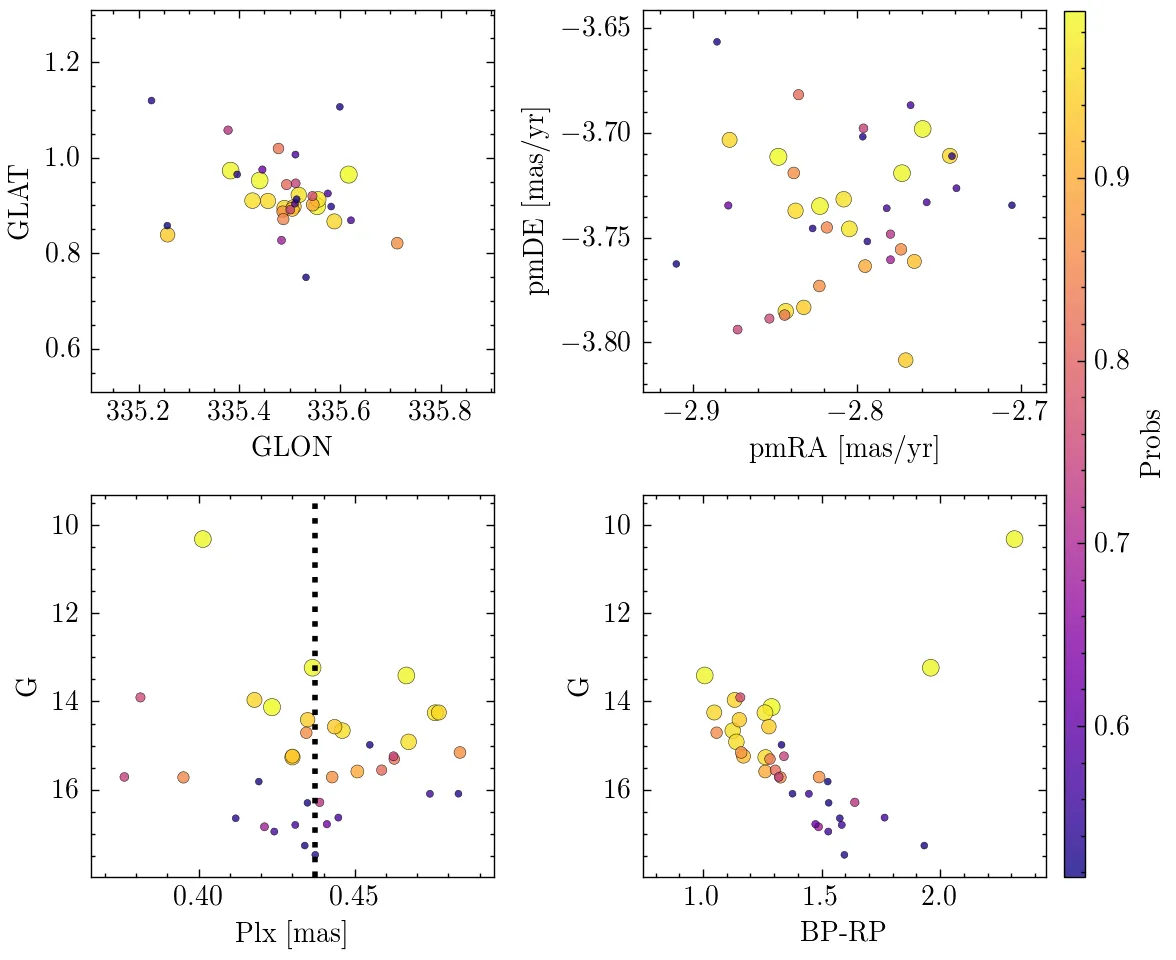 1.2
1.0
0.8
0.6
GLAT
335.2 335.4 335.6 335.8
GLON
−3.65
−3.70
−3.75
−3.80
pmDE [mas/yr]
−2.9 −2.8 −2.7
pmRA [mas/yr]
10
12
14
16
G
0.40 0.45
Plx [mas]
10
12
14
16
G
1.0 1.5 2.0
BP-RP
0.9
0.8
0.7
0.6
Probs